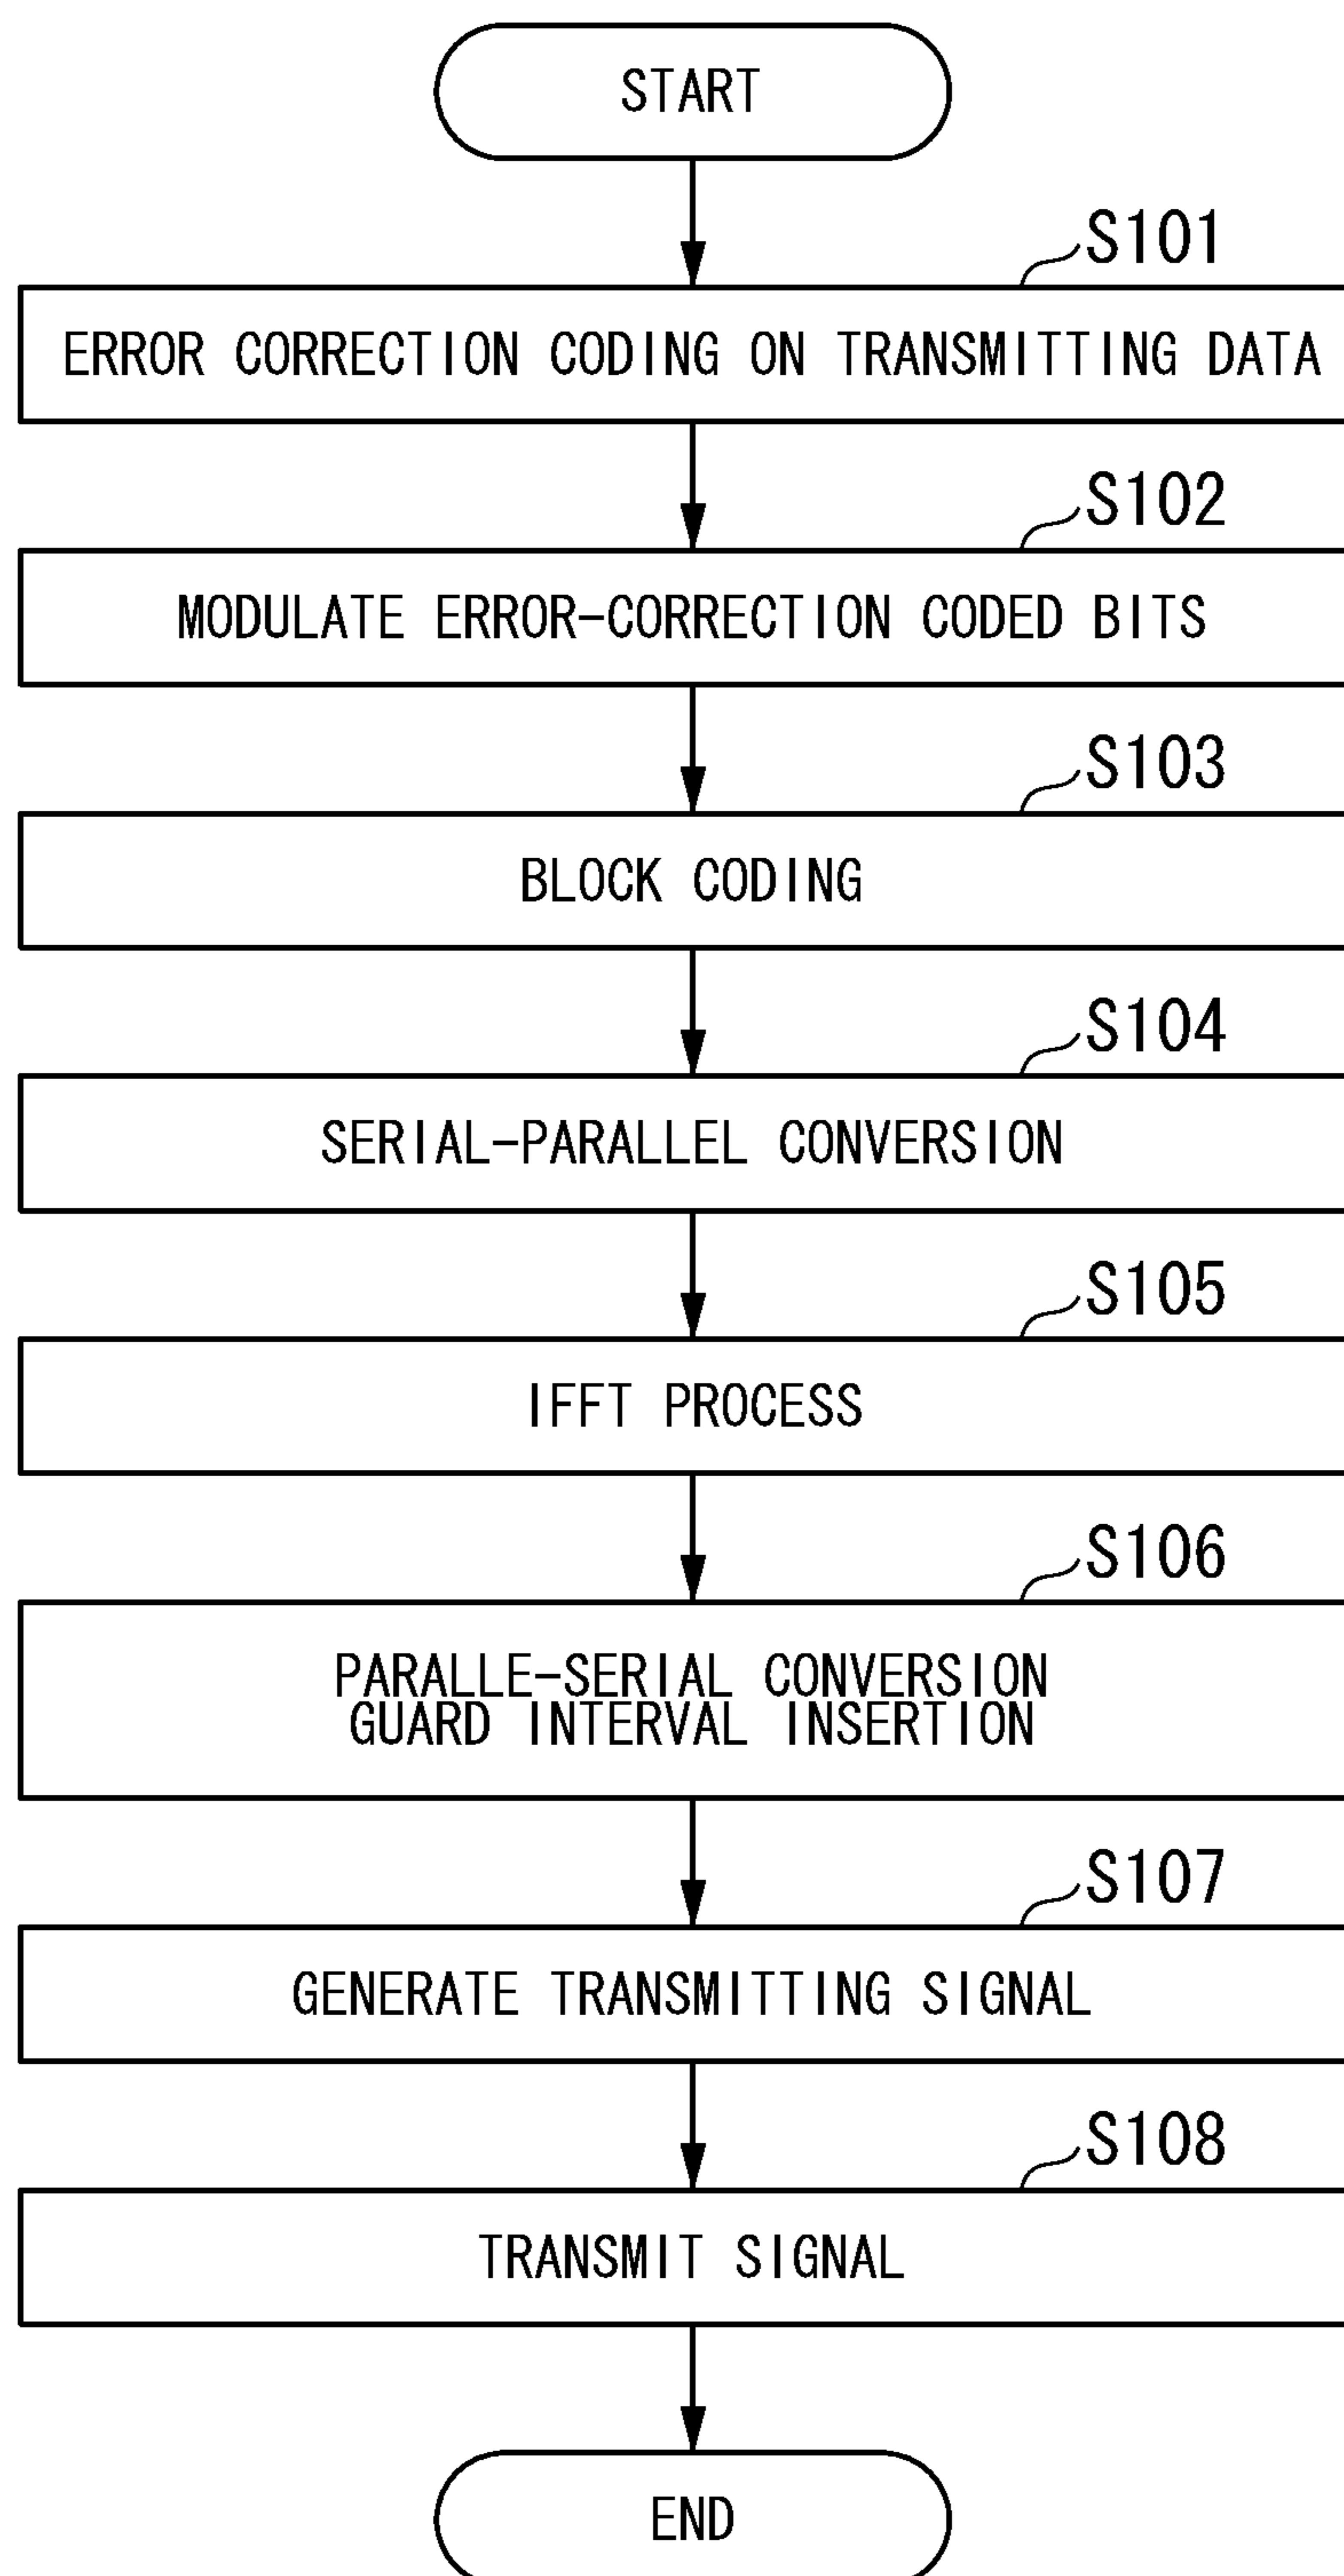 START
S101
ERROR CORRECTION CODING ON TRANSMITTING DATA
S102
MODULATE ERROR-CORRECTION CODED BITS
S103
BLOCK CODING
S104
SERIAL-PARALLEL CONVERSION
S105
IFFT PROCESS
S106
PARALLE-SERIAL CONVERSION
GUARD INTERVAL INSERTION
S107
GENERATE TRANSMITTING SIGNAL
S108
TRANSMIT SIGNAL
END